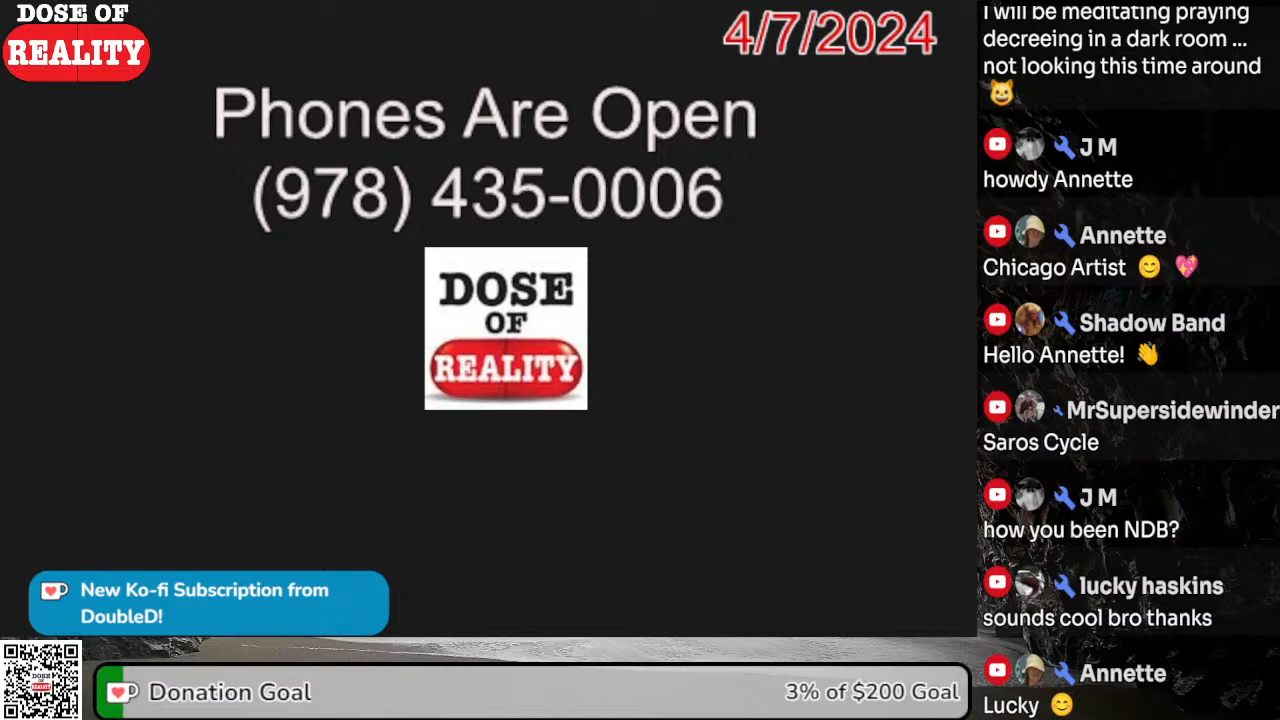 DOSE OF
REALITY
4/7/2024
Phones Are Open
(978) 435-0006
DOSE
OF
REALITY
New Ko-fi Subscription from
DoubleD!
Donation Goal
3% of $200 Goal
I will be meditating praying
decreeing in a dark room ...
not looking this time around
😺
J M
howdy Annette
Annette
Chicago Artist 😊 💖
Shadow Band
Hello Annette! 👋
MrSupersidewinder
Saros Cycle
J M
how you been NDB?
lucky haskins
sounds cool bro thanks
Annette
Lucky 😊